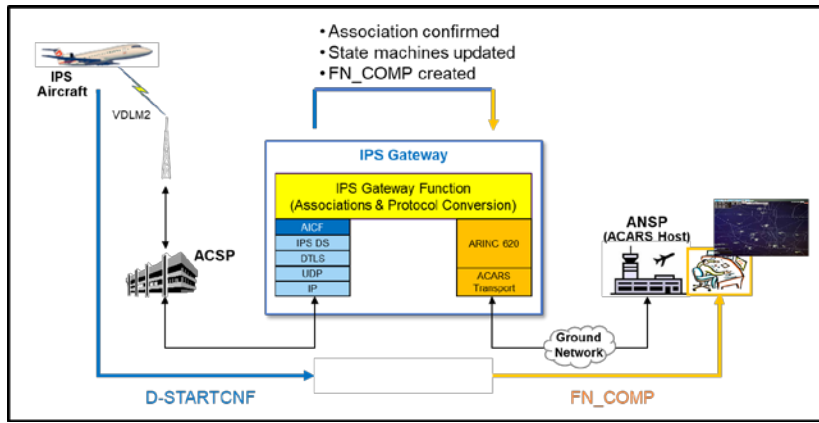 • Association confirmed
• State machines updated
• FN_COMP created
IPS
Aircraft
VDLM2
IPS Gateway
IPS Gateway Function
(Associations & Protocol Conversion)
AICF
IPS DS
DTLS
UDP
IP
ARINC 620
ACARS
Transport
ACSP
ANSP
(ACARS Host)
Ground
Network
D-STARTCNF
FN_COMP